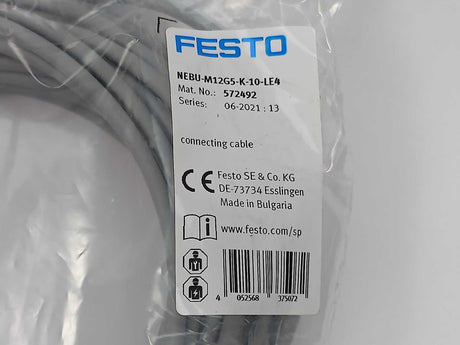 FESTO
NEBU-M12G5-K-10-LE4
Mat. No.: 572492
Series: 06-2021 : 13
connecting cable
CE Festo SE & Co. KG
DE-73734 Esslingen
Made in Bulgaria
i www.festo.com/sp
4 052568 375072